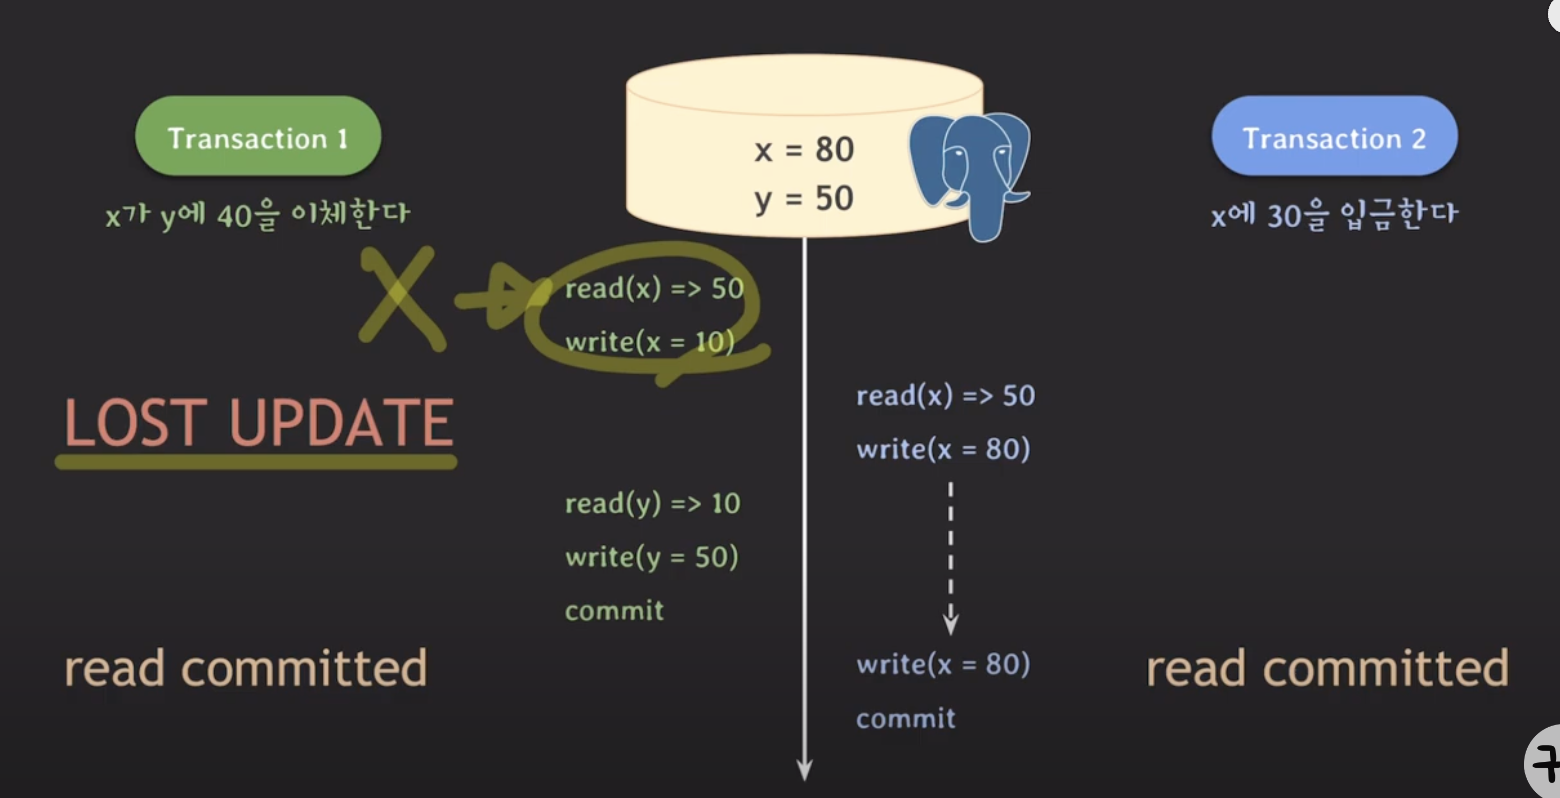 Transaction 1
x가 y에 40을 이체한다
x = 80
y = 50
Transaction 2
x에 30을 입금한다
X
read(x) => 50
write(x = 10)
LOST UPDATE
read(x) => 50
write(x = 80)
read(y) => 10
write(y = 50)
commit
read committed
write(x = 80)
commit
read committed